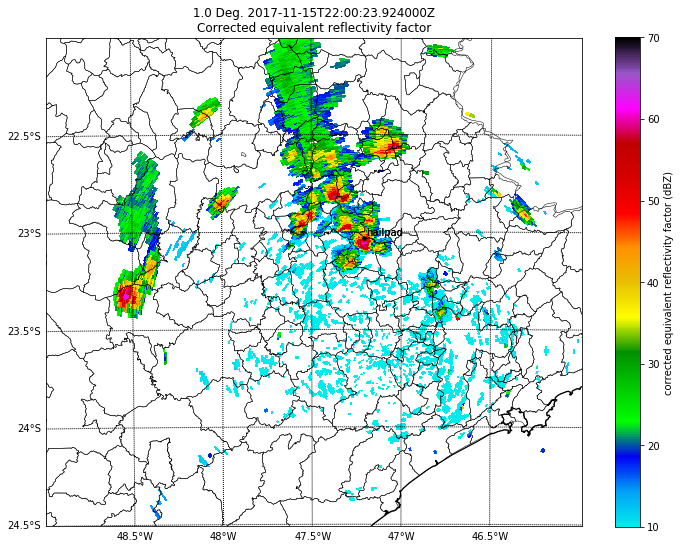 1.0 Deg. 2017-11-15T22:00:23.924000Z
Corrected equivalent reflectivity factor
70
60
50
40
30
20
10
corrected equivalent reflectivity factor (dBZ)
22.5°S
23°S
23.5°S
24°S
24.5°S
hailpad
48.5°W
48°W
47.5°W
47°W
46.5°W